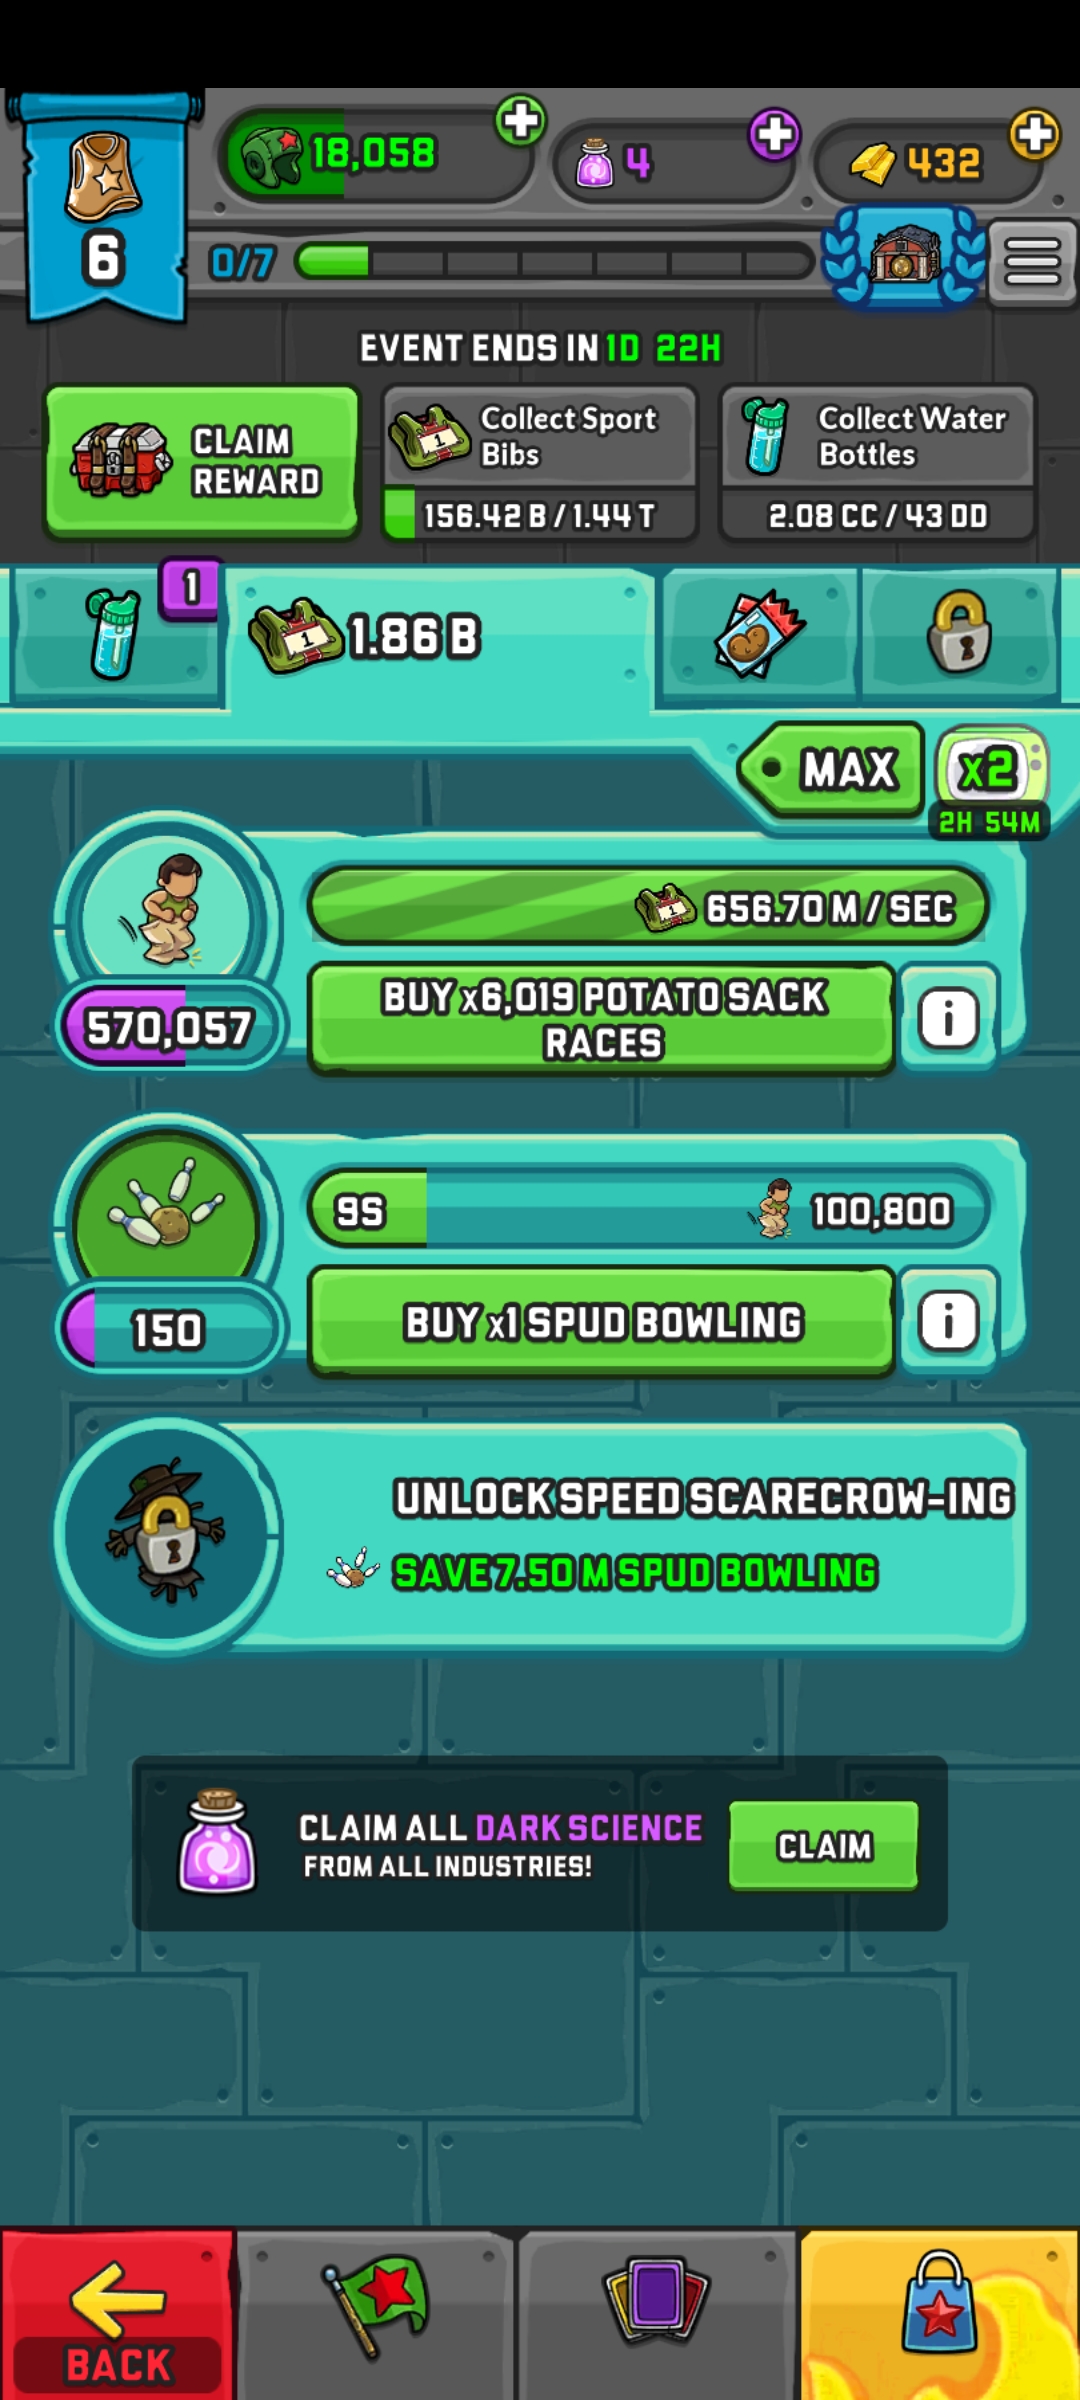 18,058
4
432
6
0/7
EVENT ENDS IN 1D 22H
CLAIM
REWARD
Collect Sport
Bibs
156.42 B / 1.44 T
Collect Water
Bottles
2.08 CC / 43 DD
1
1
1.86 B
MAX
x2
2H 54M
1
656.70 M / SEC
570,057
BUY x6,019 POTATO SACK
RACES
i
9S
100,800
150
BUY x1 SPUD BOWLING
i
UNLOCK SPEED SCARECROW-ING
SAVE 7.50 M SPUD BOWLING
CLAIM ALL DARK SCIENCE
FROM ALL INDUSTRIES!
CLAIM
BACK